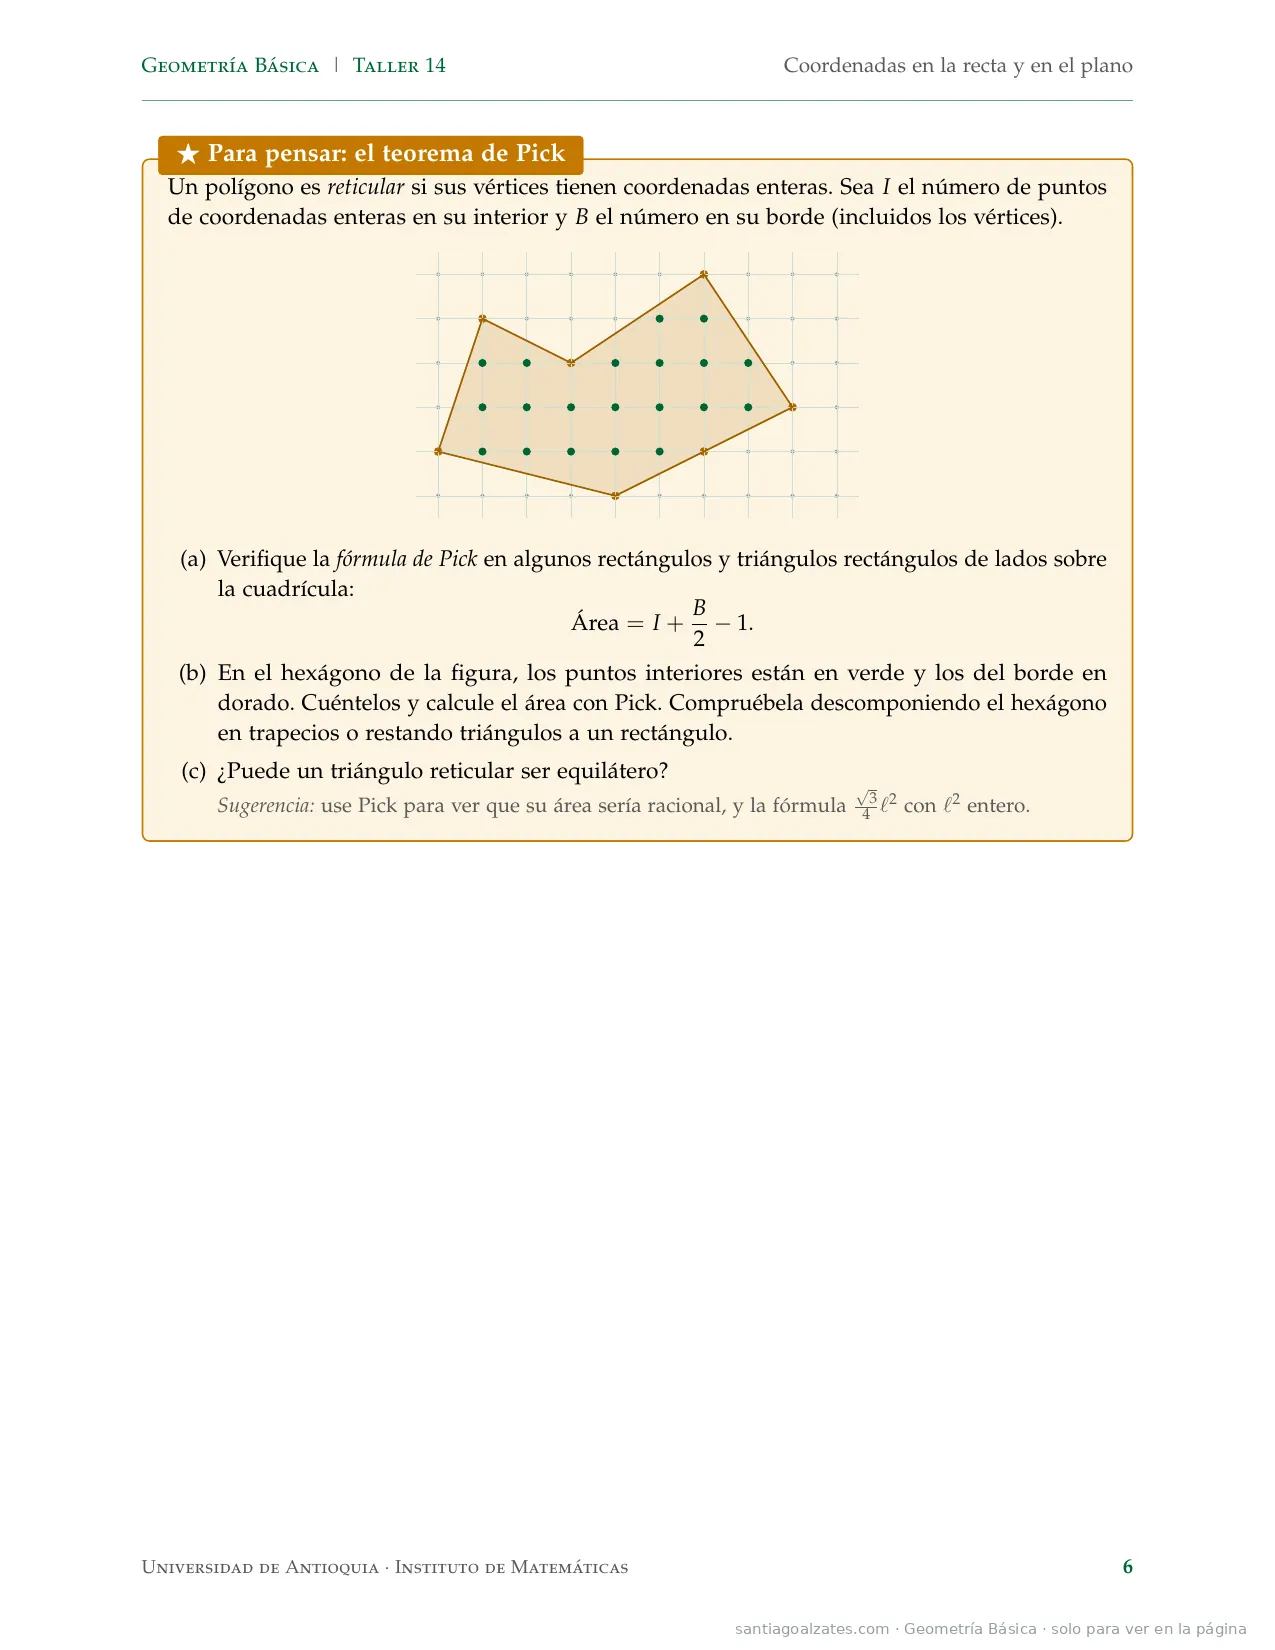 Geometría Básica | Taller 14
Coordenadas en la recta y en el plano
★ Para pensar: el teorema de Pick
Un polígono es reticular si sus vértices tienen coordenadas enteras. Sea I el número de puntos
de coordenadas enteras en su interior y B el número en su borde (incluidos los vértices).
(a) Verifique la fórmula de Pick en algunos rectángulos y triángulos rectángulos de lados sobre
la cuadrícula:
Área = I + B/2 − 1.
(b) En el hexágono de la figura, los puntos interiores están en verde y los del borde en
dorado. Cuéntelos y calcule el área con Pick. Compruébela descomponiendo el hexágono
en trapecios o restando triángulos a un rectángulo.
(c) ¿Puede un triángulo reticular ser equilátero?
Sugerencia: use Pick para ver que su área sería racional, y la fórmula √3/4 ℓ² con ℓ² entero.
Universidad de Antioquia · Instituto de Matemáticas
6
santiagoalzates.com · Geometría Básica · solo para ver en la página